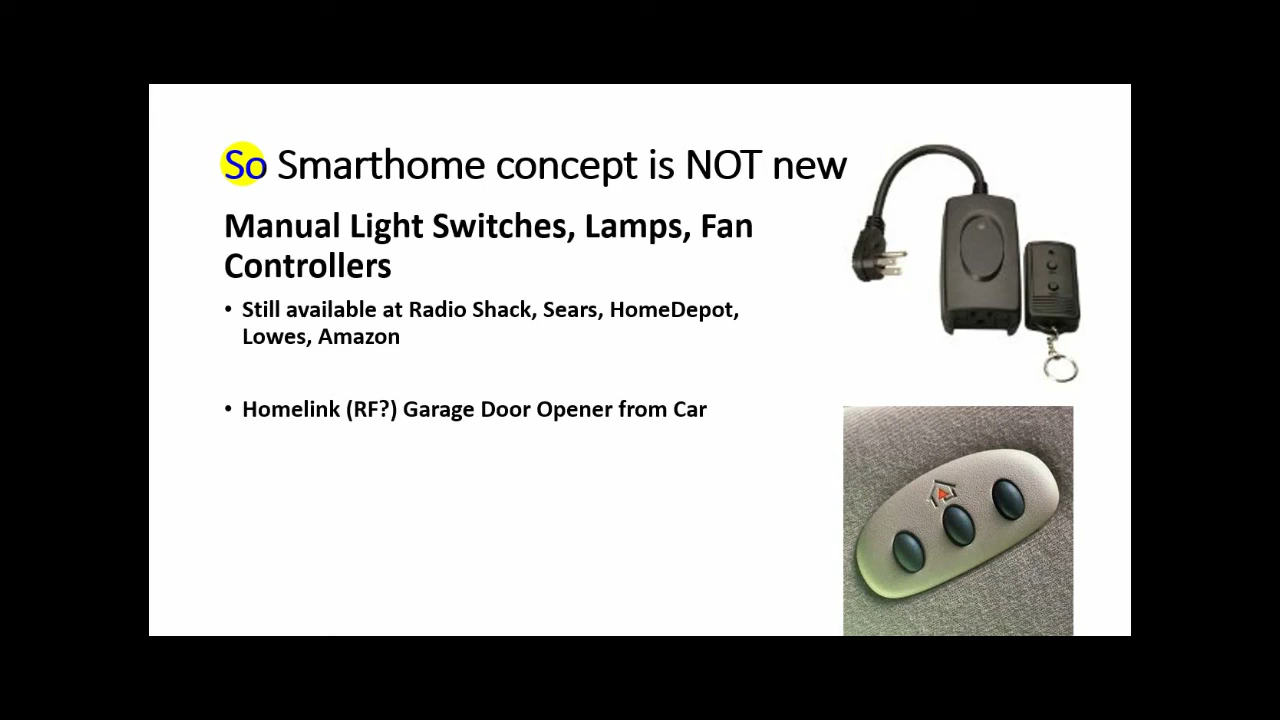 So Smarthome concept is NOT new
Manual Light Switches, Lamps, Fan
Controllers
• Still available at Radio Shack, Sears, HomeDepot,
Lowes, Amazon
• Homelink (RF?) Garage Door Opener from Car